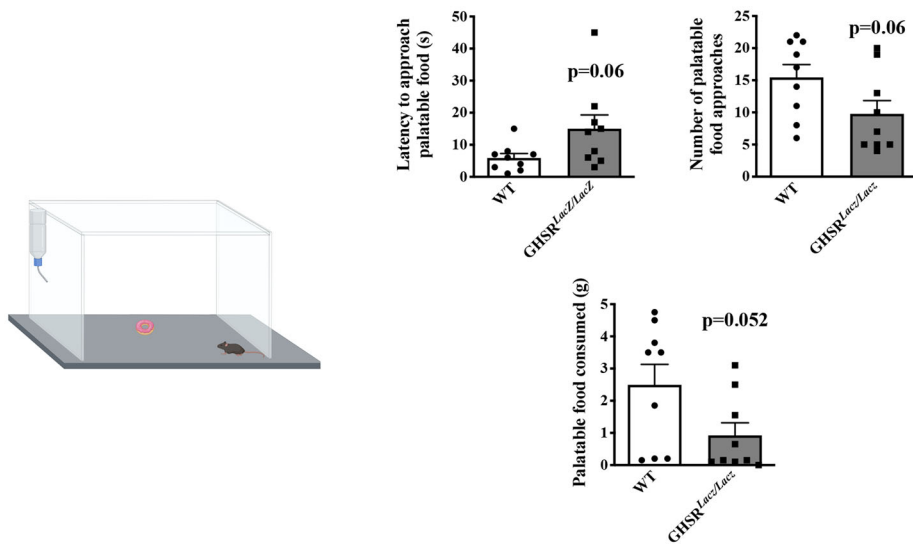 Latency to approach
palatable food (s)
50
40
30
20
10
0
p=0.06
WT
GHSR^LacZ/LacZ
Number of palatable
food approaches
25
20
15
10
5
0
p=0.06
WT
GHSR^Lacz/Lacz
Palatable food consumed (g)
5
4
3
2
1
0
p=0.052
WT
GHSR^Lacz/Lacz